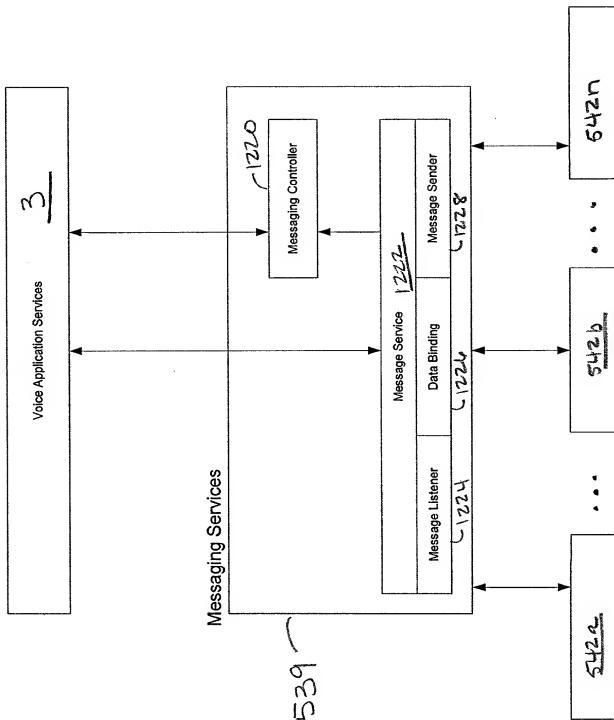 Voice Application Services
3
Messaging Services
539
1220
Messaging Controller
Message Service 1222
Message Listener
Data Binding
Message Sender
1224
1226
1228
542a
...
542b
...
542n